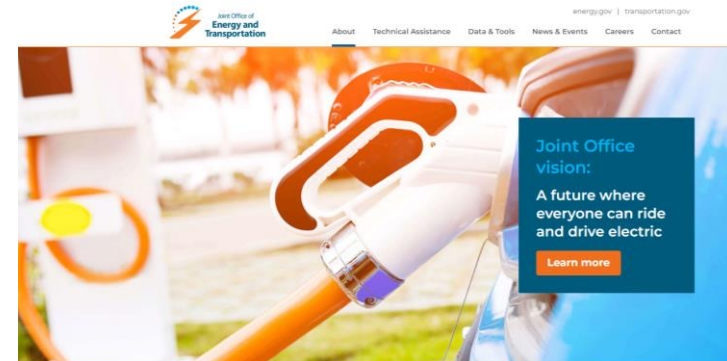 energy.gov | transportation.gov
Joint Office of
Energy and
Transportation
About Technical Assistance Data & Tools News & Events Careers Contact
Joint Office
vision:
A future where
everyone can ride
and drive electric
Learn more